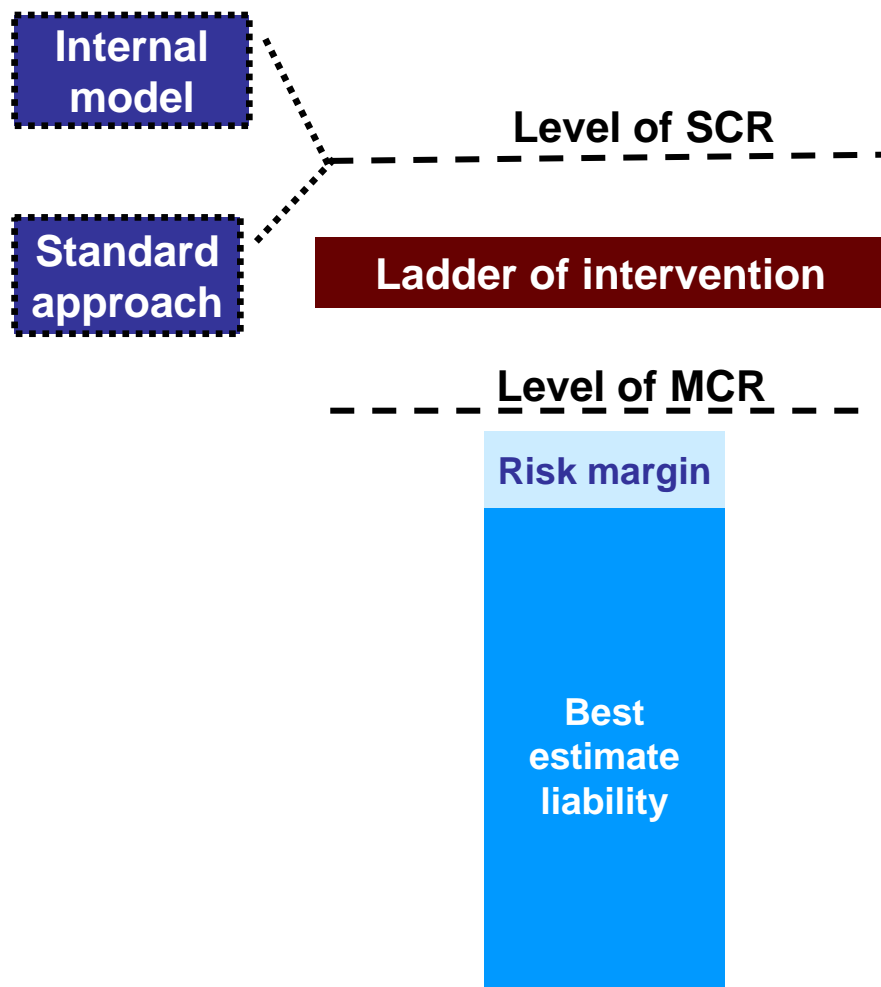 Internal
model
Level of SCR
Standard
approach
Ladder of intervention
Level of MCR
Risk margin
Best
estimate
liability